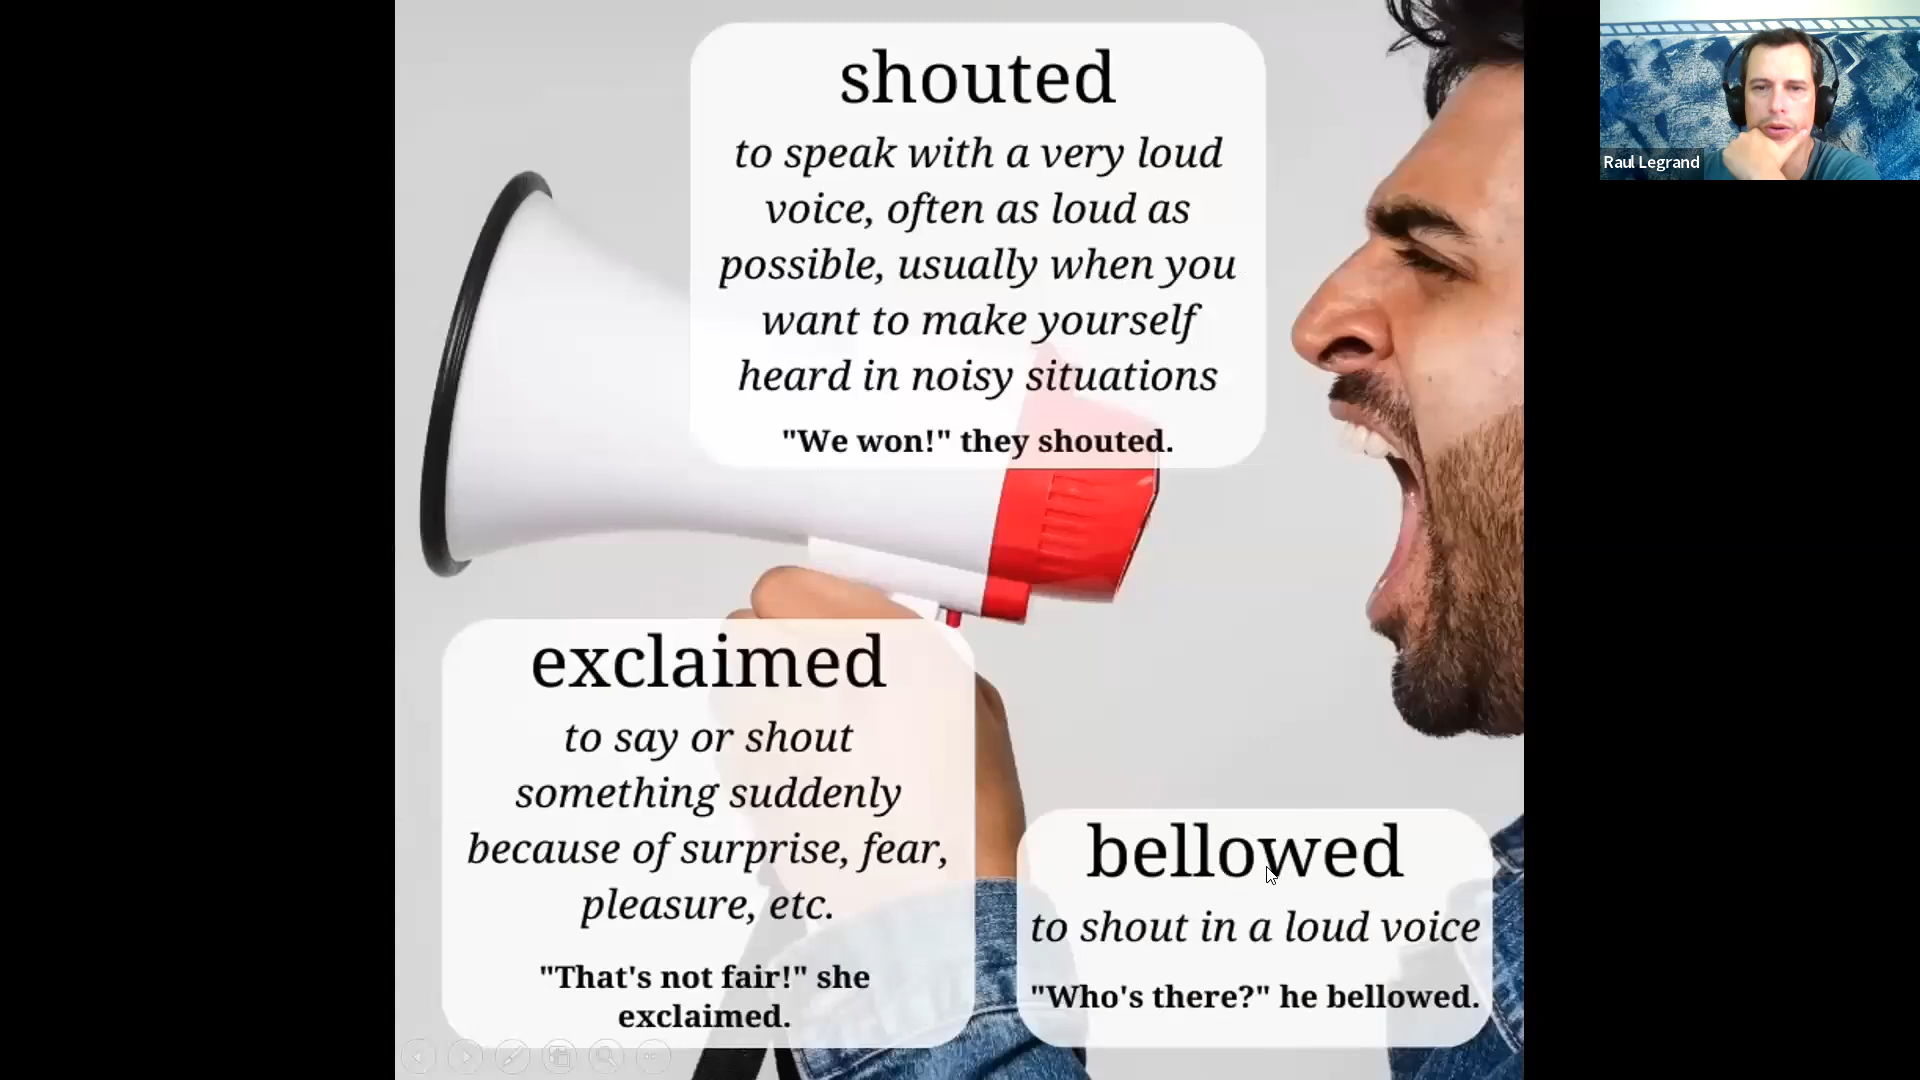 shouted
to speak with a very loud
voice, often as loud as
possible, usually when you
want to make yourself
heard in noisy situations
"We won!" they shouted.
exclaimed
to say or shout
something suddenly
because of surprise, fear,
pleasure, etc.
"That's not fair!" she
exclaimed.
bellowed
to shout in a loud voice
"Who's there?" he bellowed.
Raul Legrand